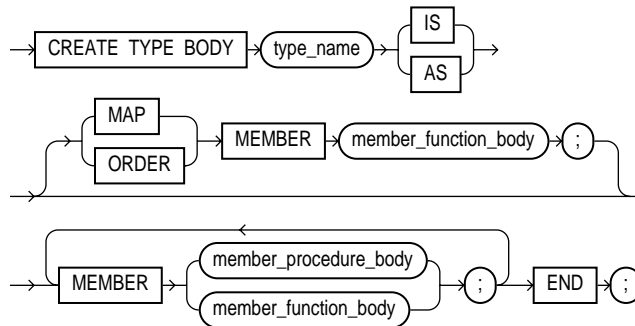 CREATE TYPE BODY type_name IS
AS
MAP
ORDER MEMBER member_function_body ;
MEMBER member_procedure_body
member_function_body ; END ;